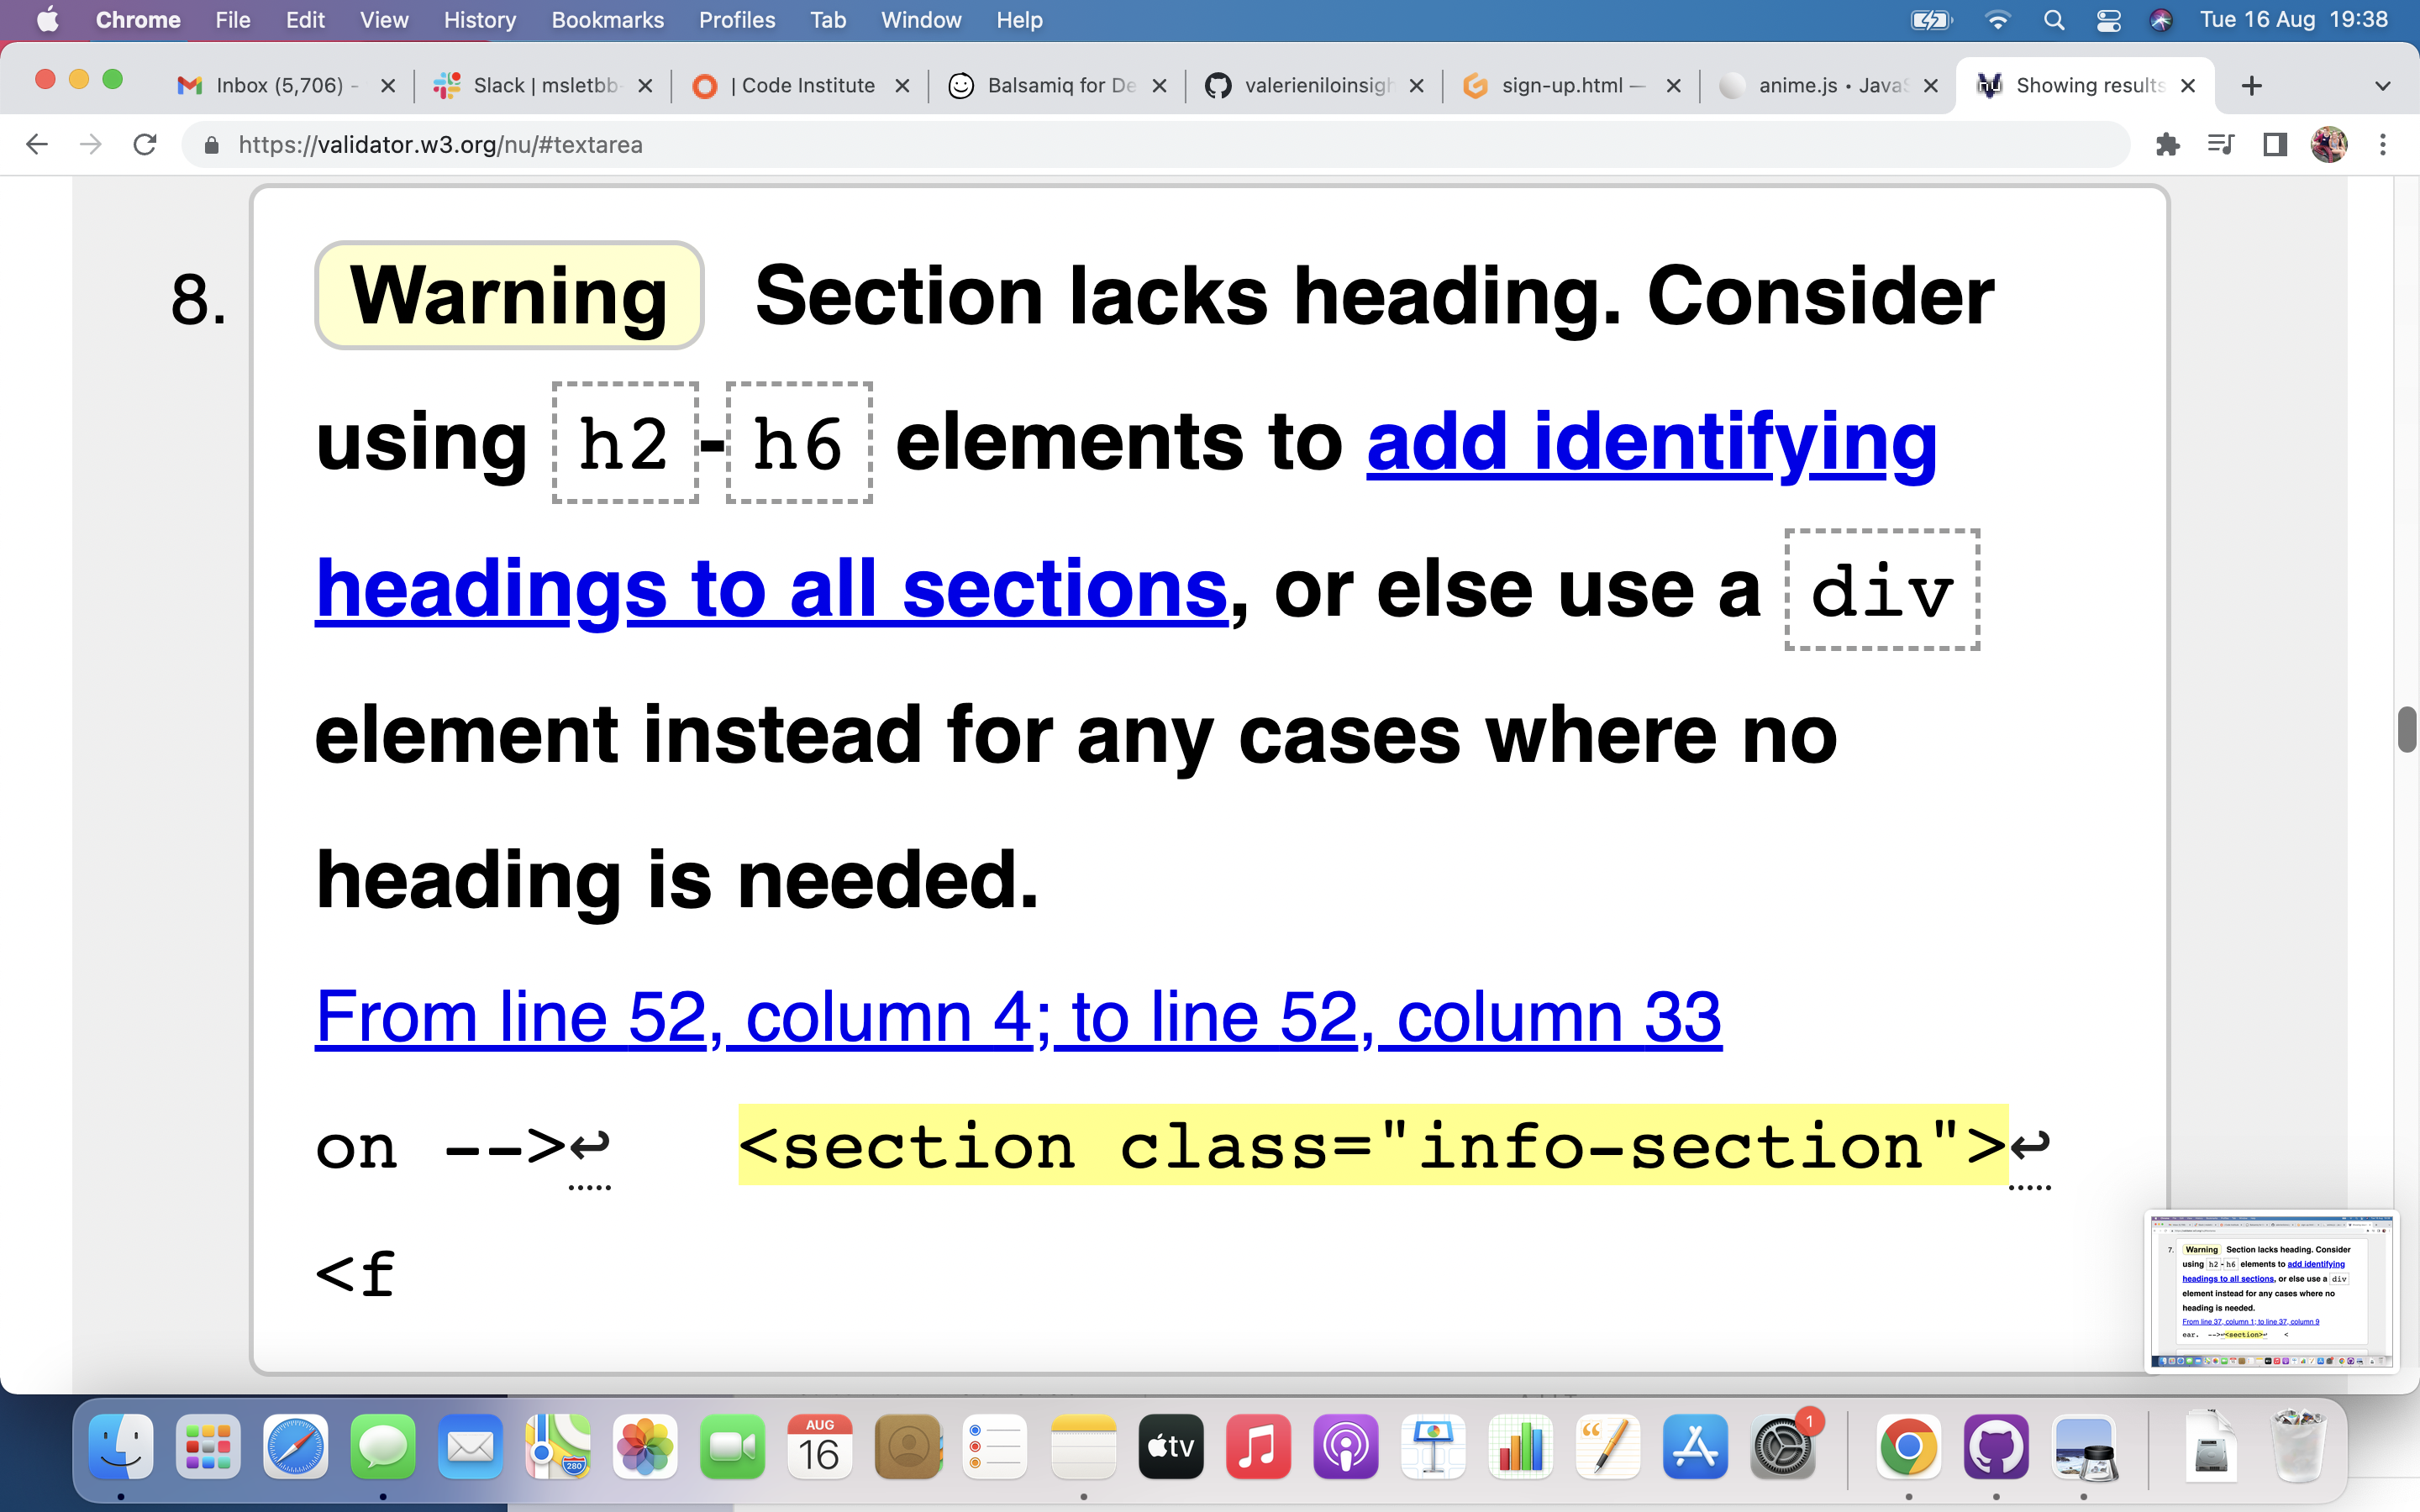 Chrome File Edit View History Bookmarks Profiles Tab Window Help Tue 16 Aug 19:38
Inbox (5,706) - Slack | msletbb- | Code Institute Balsamiq for De valerieniloinsigh sign-up.html — anime.js • JavaS Showing results
https://validator.w3.org/nu/#textarea
8. Warning Section lacks heading. Consider
using h2-h6 elements to add identifying
headings to all sections, or else use a div
element instead for any cases where no
heading is needed.
From line 52, column 4; to line 52, column 33
on -->↩ <section class="info-section">↩
<f
7. Warning Section lacks heading. Consider
using h2-h6 elements to add identifying
headings to all sections, or else use a div
element instead for any cases where no
heading is needed.
From line 37, column 1; to line 37, column 9
ear. -->↩<section>↩ <
AUG
16
tv
280
1